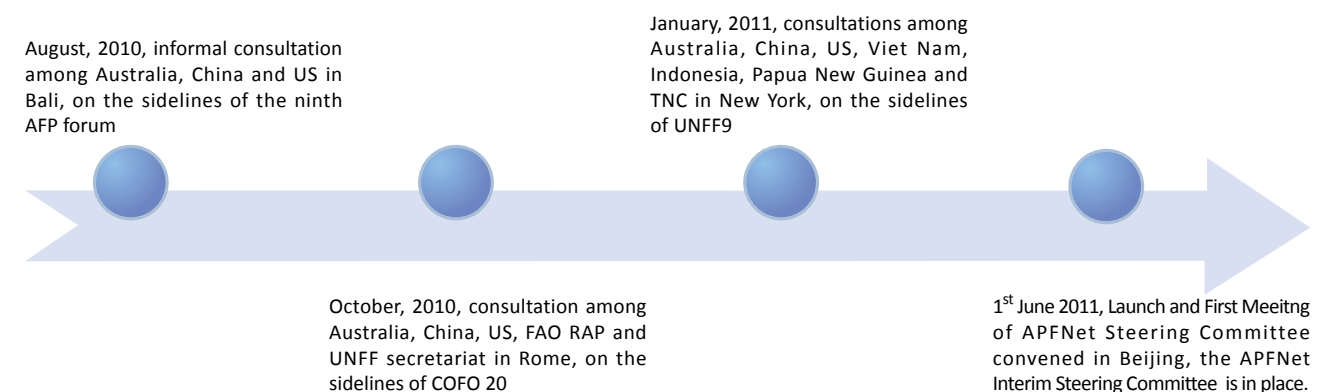 August, 2010, informal consultation
among Australia, China and US in
Bali, on the sidelines of the ninth
AFP forum
October, 2010, consultation among
Australia, China, US, FAO RAP and
UNFF secretariat in Rome, on the
sidelines of COFO 20
January, 2011, consultations among
Australia, China, US, Viet Nam,
Indonesia, Papua New Guinea and
TNC in New York, on the sidelines
of UNFF9
1st June 2011, Launch and First Meeitng
of APFNet Steering Committee
convened in Beijing, the APFNet
Interim Steering Committee is in place.